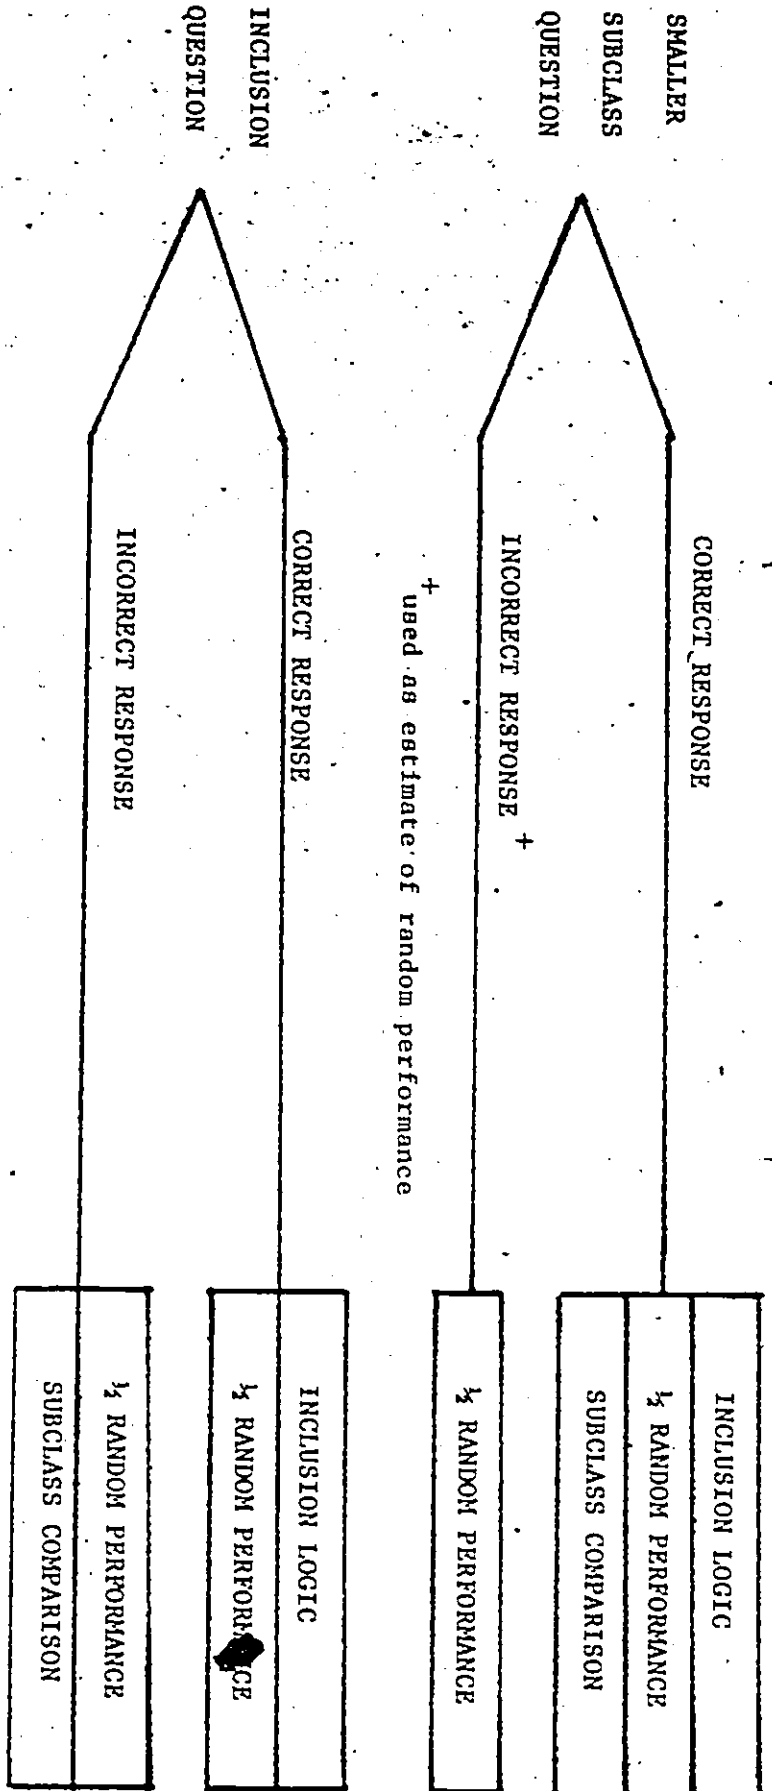 SMALLER
SUBCLASS
QUESTION
CORRECT RESPONSE
INCLUSION LOGIC
½ RANDOM PERFORMANCE
SUBCLASS COMPARISON
INCORRECT RESPONSE +
½ RANDOM PERFORMANCE
+ used as estimate of random performance
INCLUSION
QUESTION
CORRECT RESPONSE
INCLUSION LOGIC
½ RANDOM PERFORMANCE
INCORRECT RESPONSE
½ RANDOM PERFORMANCE
SUBCLASS COMPARISON